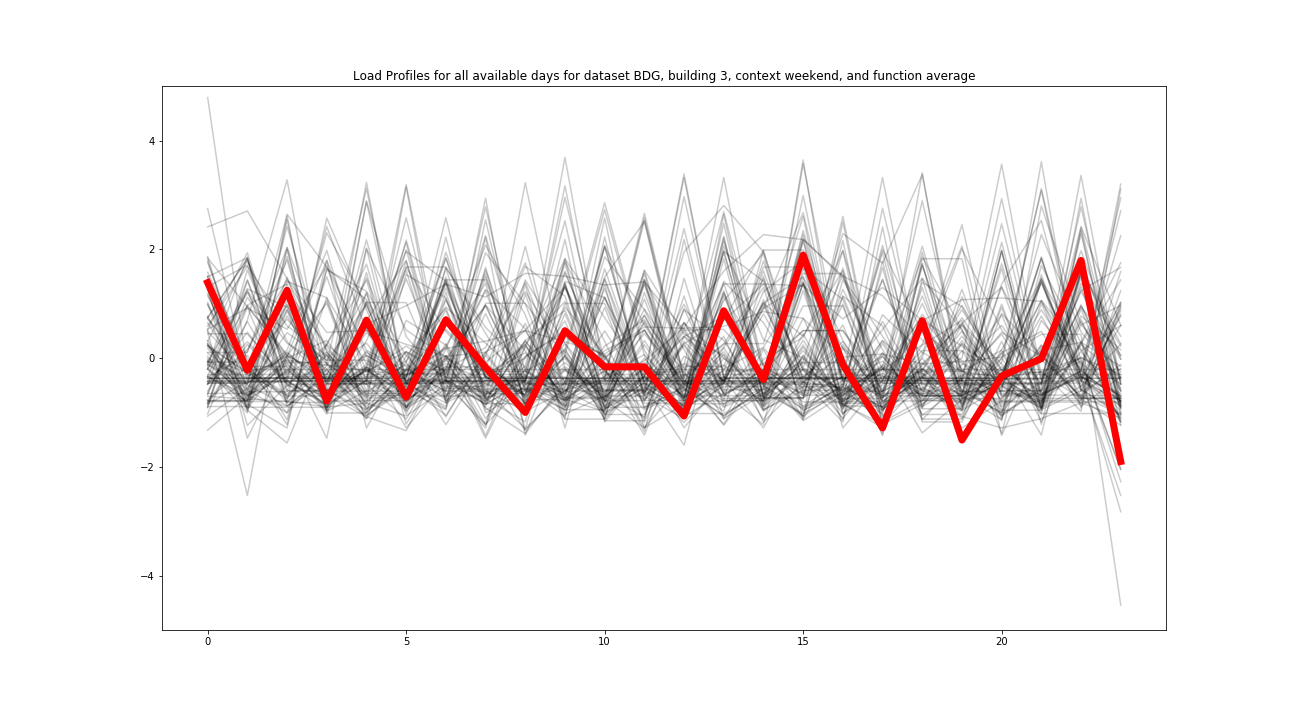 Load Profiles for all available days for dataset BDG, building 3, context weekend, and function average
4
2
0
−2
−4
0 5 10 15 20